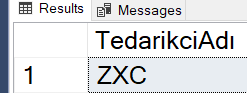 Results Messages
TedarikciAdı
1 ZXC